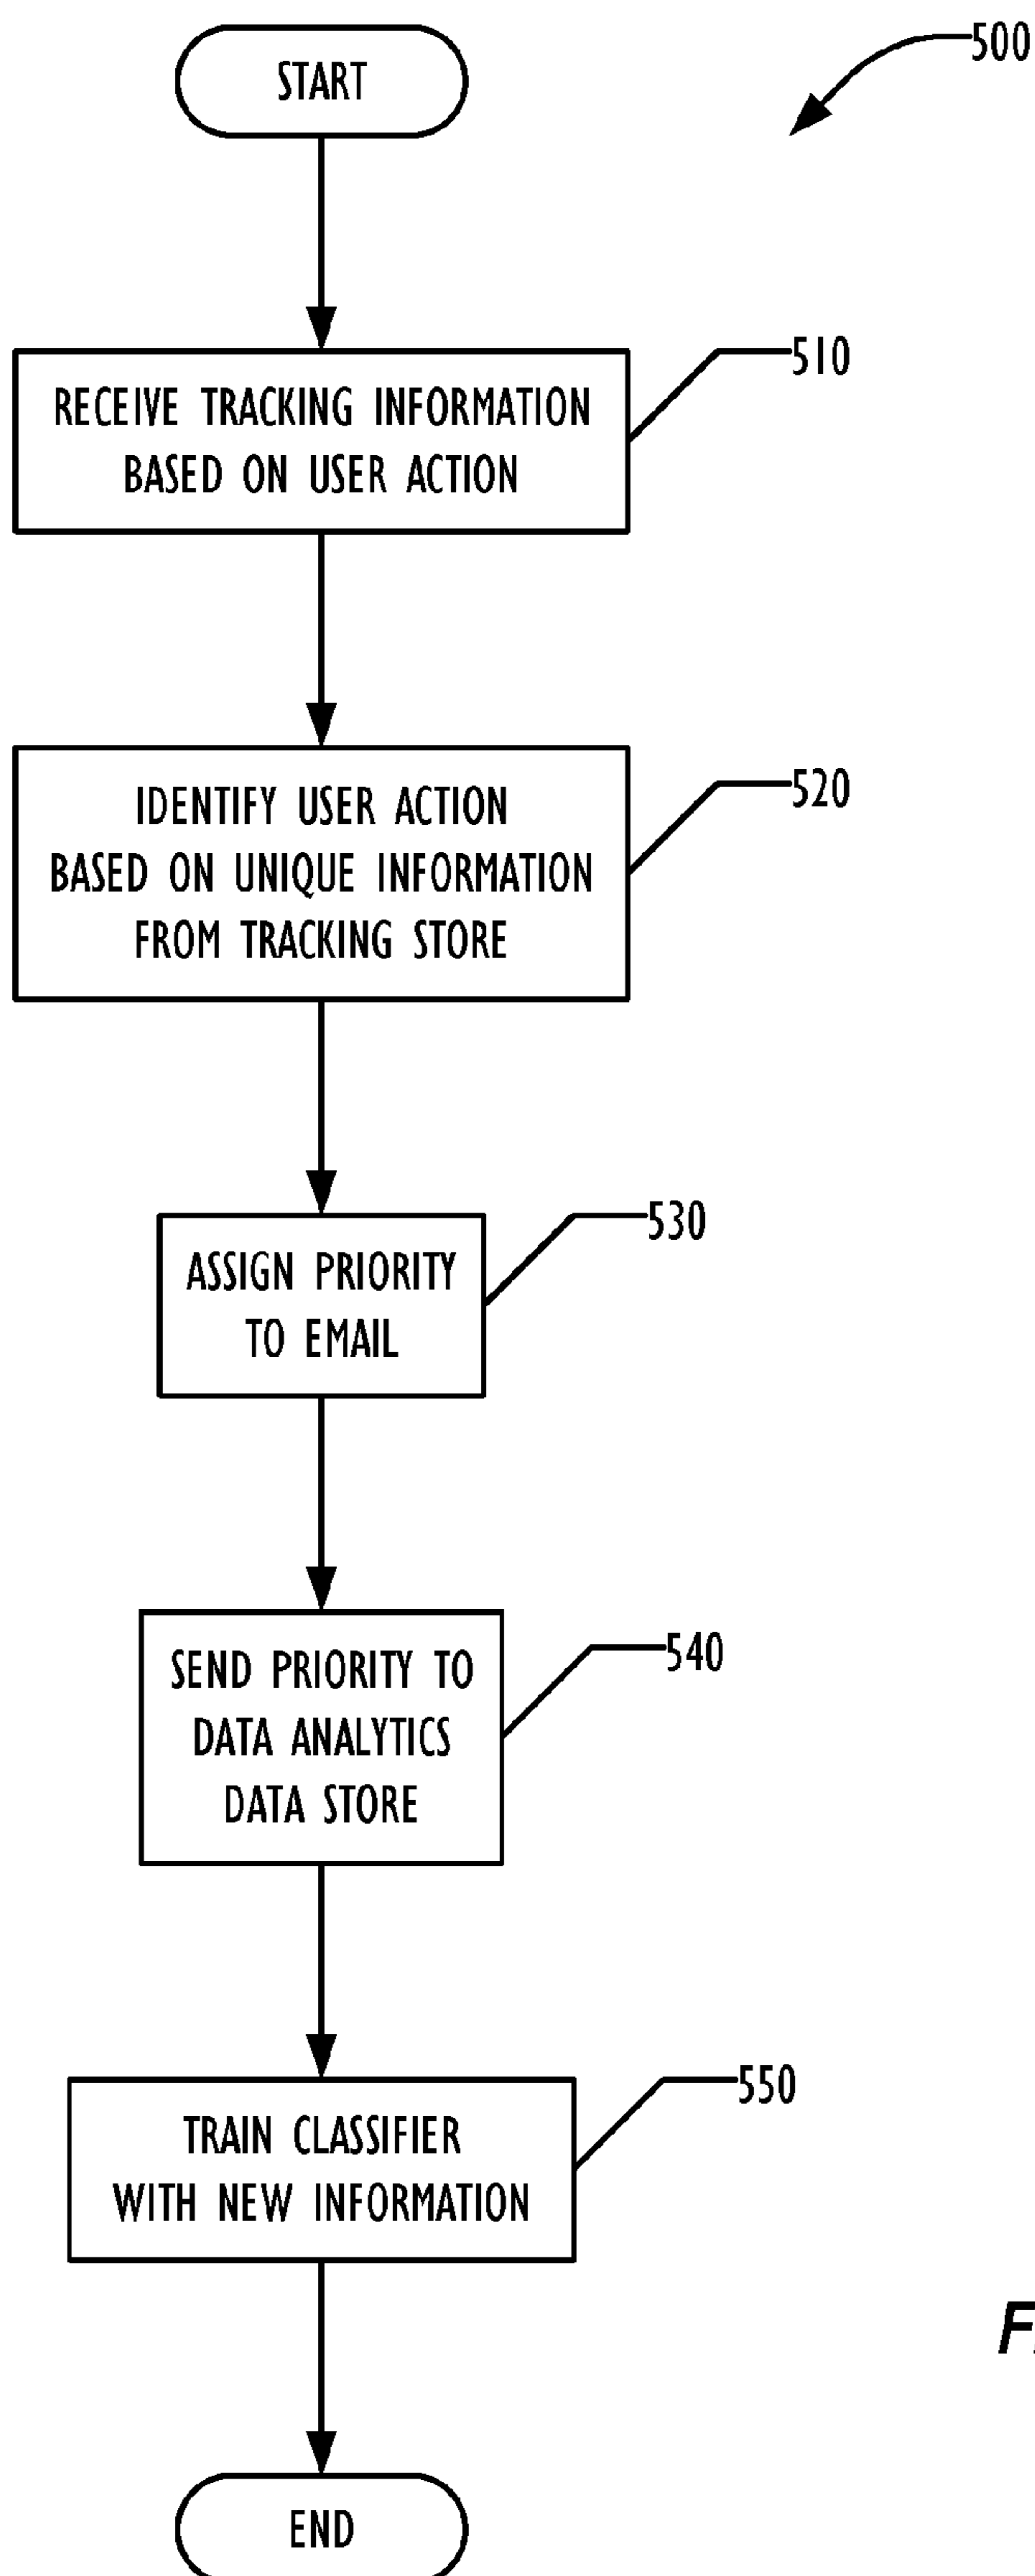 START
500
RECEIVE TRACKING INFORMATION
BASED ON USER ACTION
510
IDENTIFY USER ACTION
BASED ON UNIQUE INFORMATION
FROM TRACKING STORE
520
ASSIGN PRIORITY
TO EMAIL
530
SEND PRIORITY TO
DATA ANALYTICS
DATA STORE
540
TRAIN CLASSIFIER
WITH NEW INFORMATION
550
END